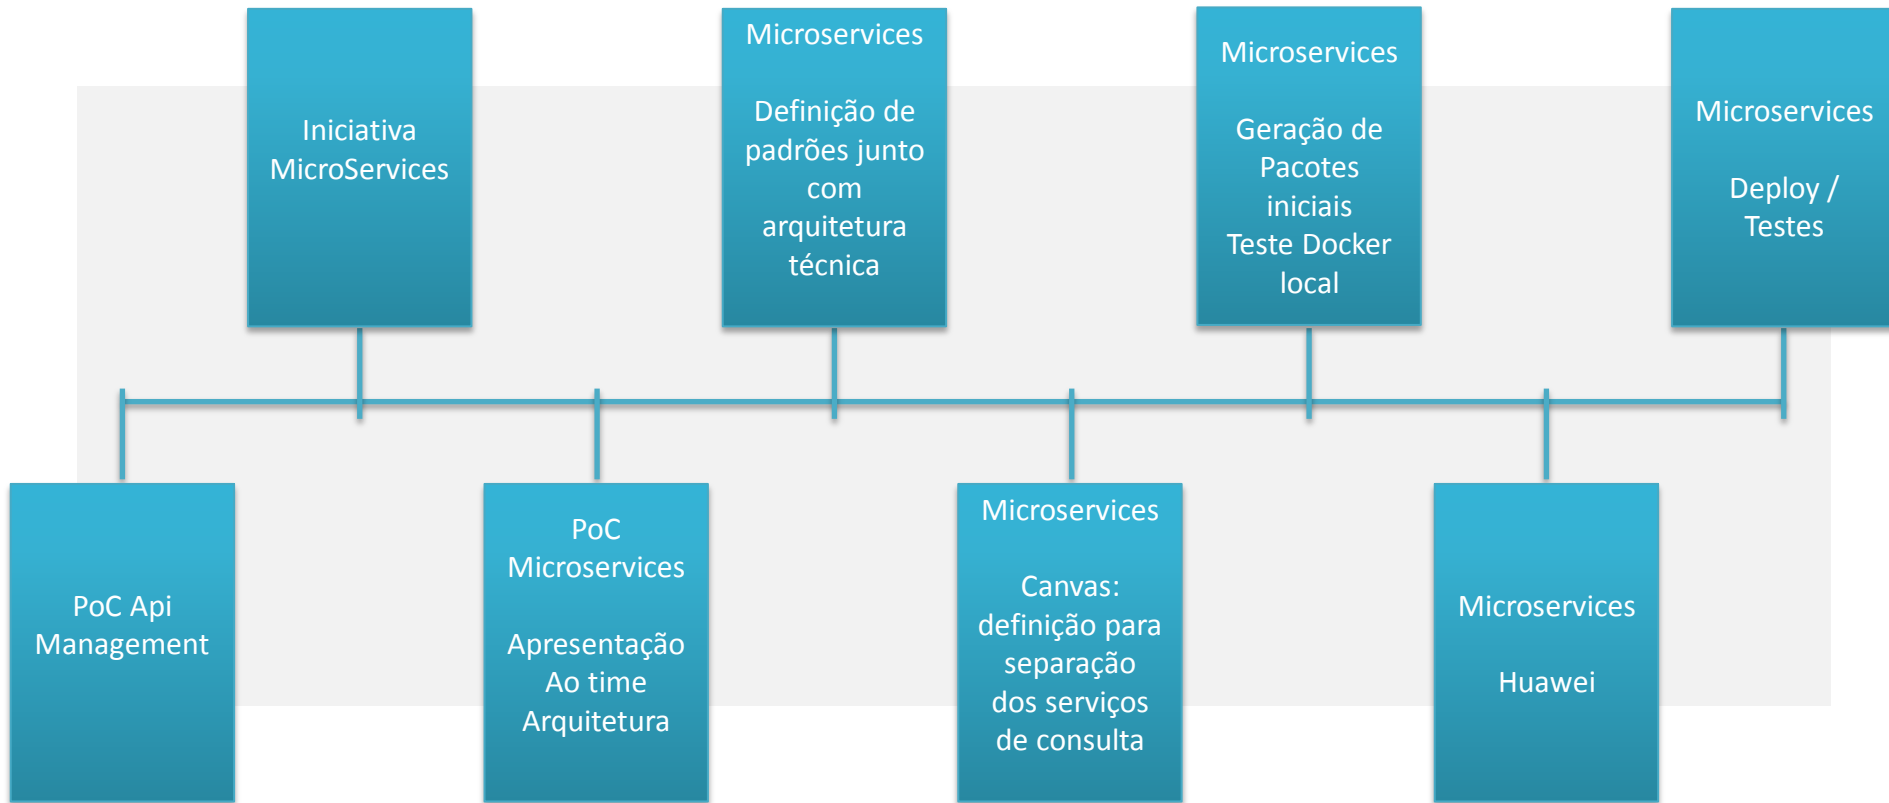 Iniciativa
MicroServices
Microservices
Definição de
padrões junto
com
arquitetura
técnica
Microservices
Geração de
Pacotes
iniciais
Teste Docker
local
Microservices
Deploy /
Testes
PoC Api
Management
PoC
Microservices
Apresentação
Ao time
Arquitetura
Microservices
Canvas:
definição para
separação
dos serviços
de consulta
Microservices
Huawei